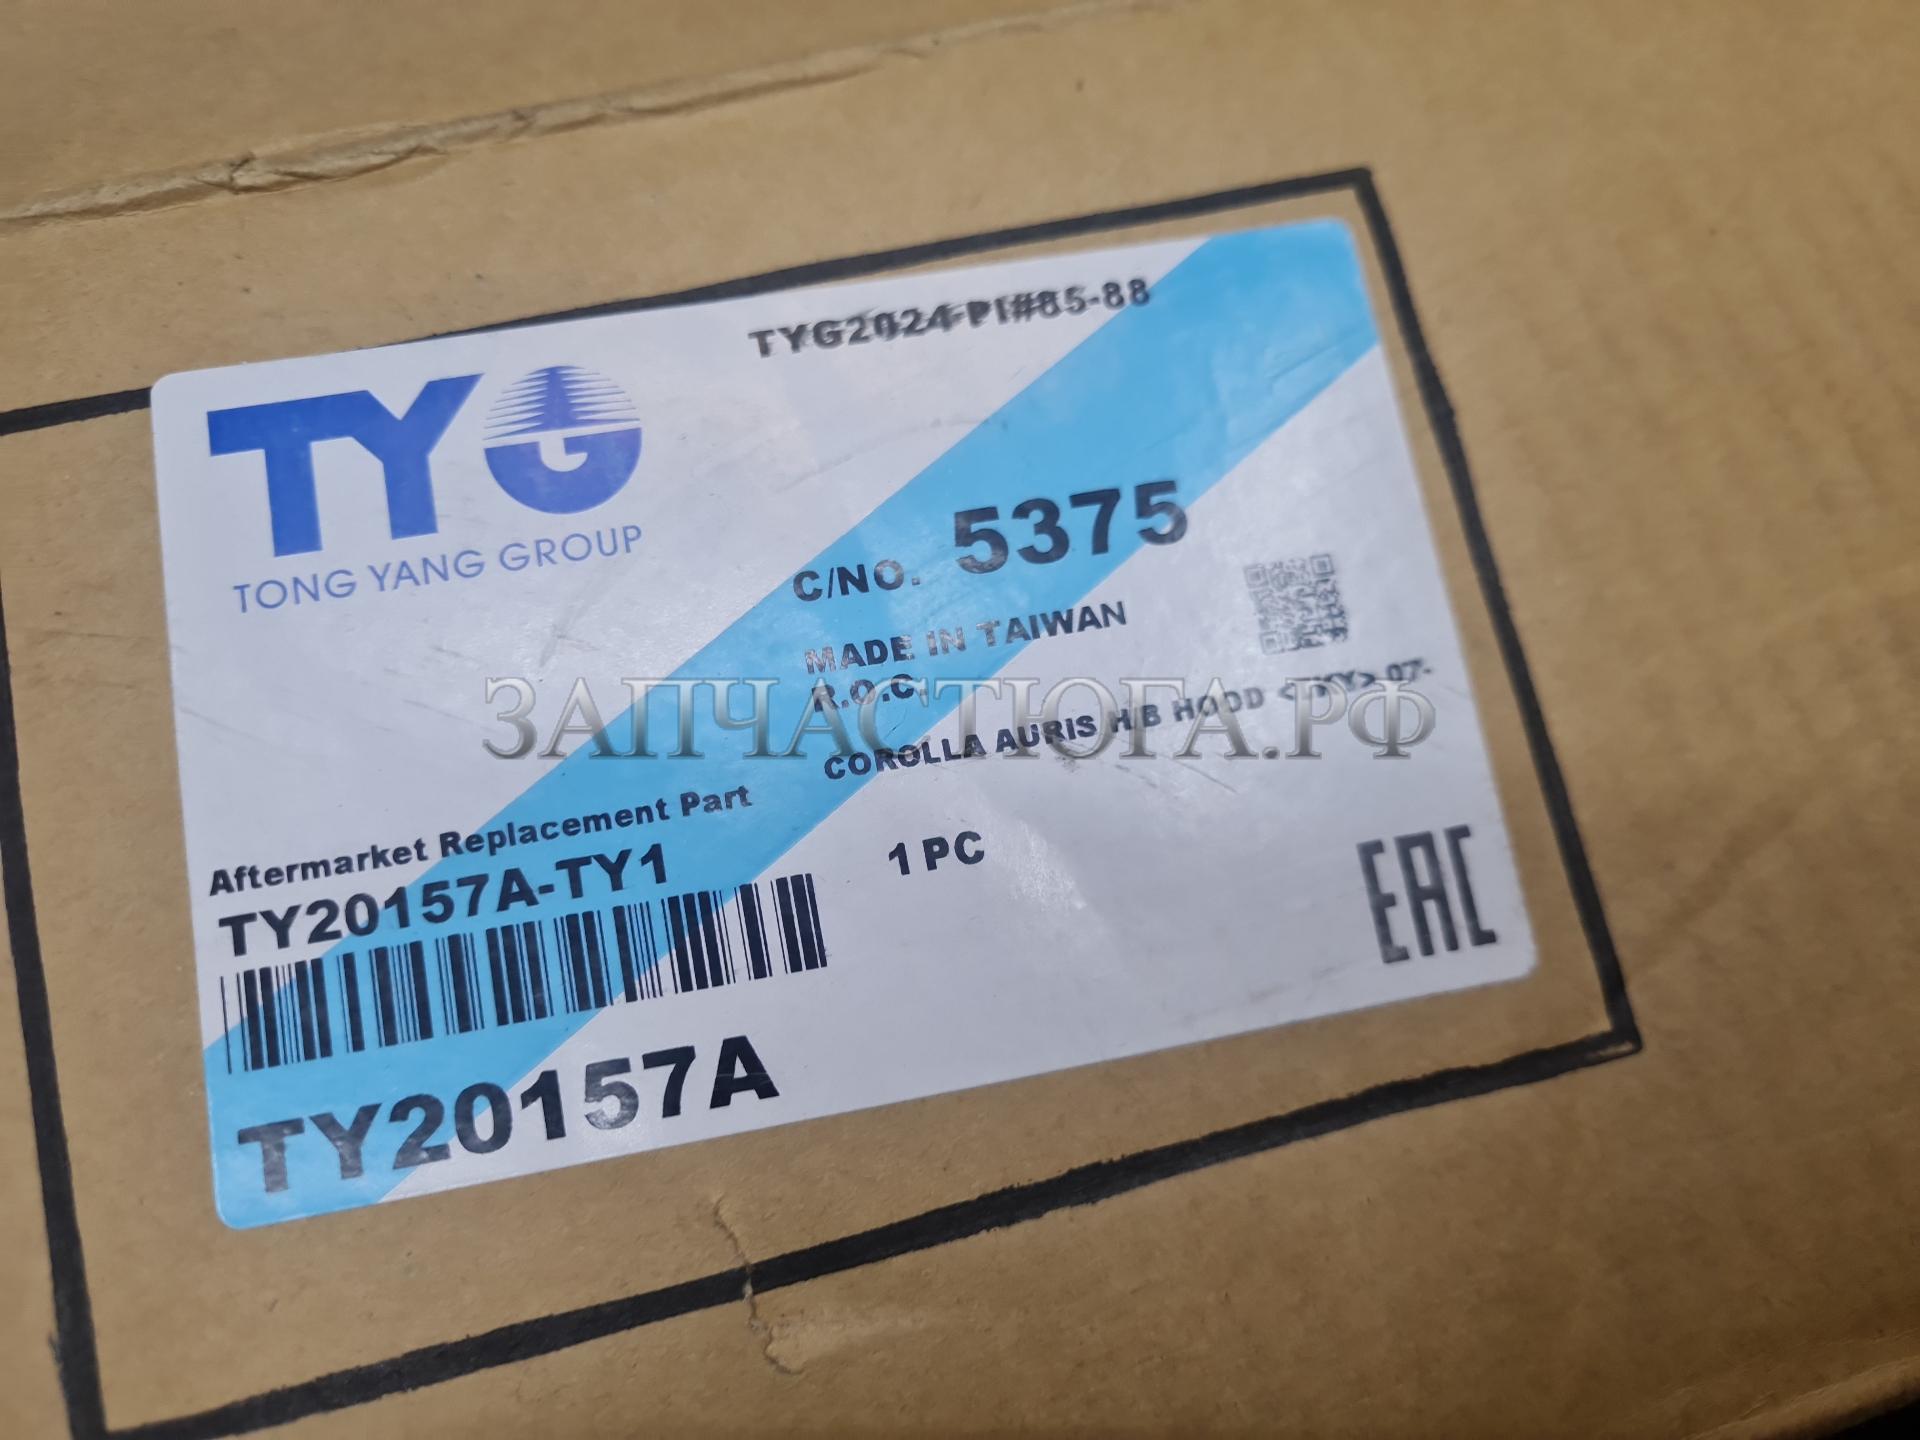 TYG2024-PI#85-88
TYG
TONG YANG GROUP
C/NO. 5375
MADE IN TAIWAN
R.O.C.
ЗАПЧАСТЮГА.РФ
COROLLA AURIS H/B HOOD 07-
Aftermarket Replacement Part
TY20157A-TY1
1 PC
EAC
TY20157A